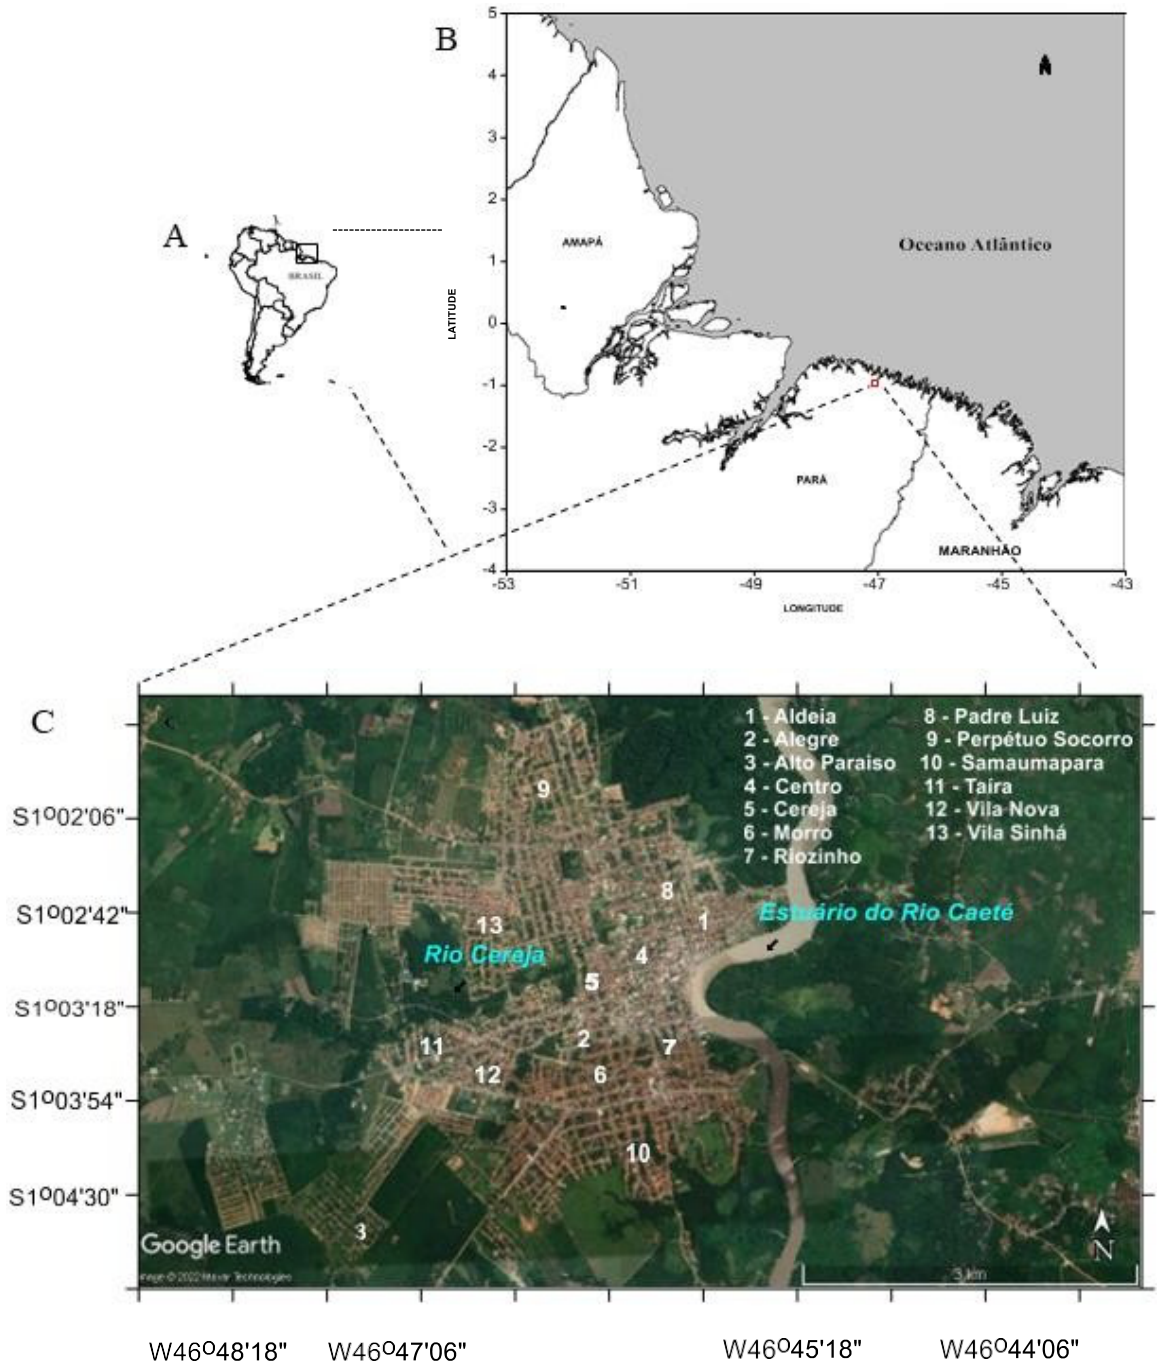 A
BRASIL
B
5
4
3
2
1
0
-1
-2
-3
-4
LATITUDE
N
AMAPÁ
Oceano Atlântico
PARÁ
MARANHÃO
-53
-51
-49
-47
-45
-43
LONGITUDE
C
1 - Aldeia
2 - Alegre
3 - Alto Paraiso
4 - Centro
5 - Cereja
6 - Morro
7 - Riozinho
8 - Padre Luiz
9 - Perpétuo Socorro
10 - Samaumapara
11 - Taíra
12 - Vila Nova
13 - Vila Sinhá
S1º02'06"
S1º02'42"
S1º03'18"
S1º03'54"
S1º04'30"
9
8
1
Estuário do Rio Caeté
13
Rio Cereja
4
5
2
7
11
12
6
10
3
Google Earth
Image © 2022 Maxar Technologies
N
3 km
W46º48'18"
W46º47'06"
W46º45'18"
W46º44'06"